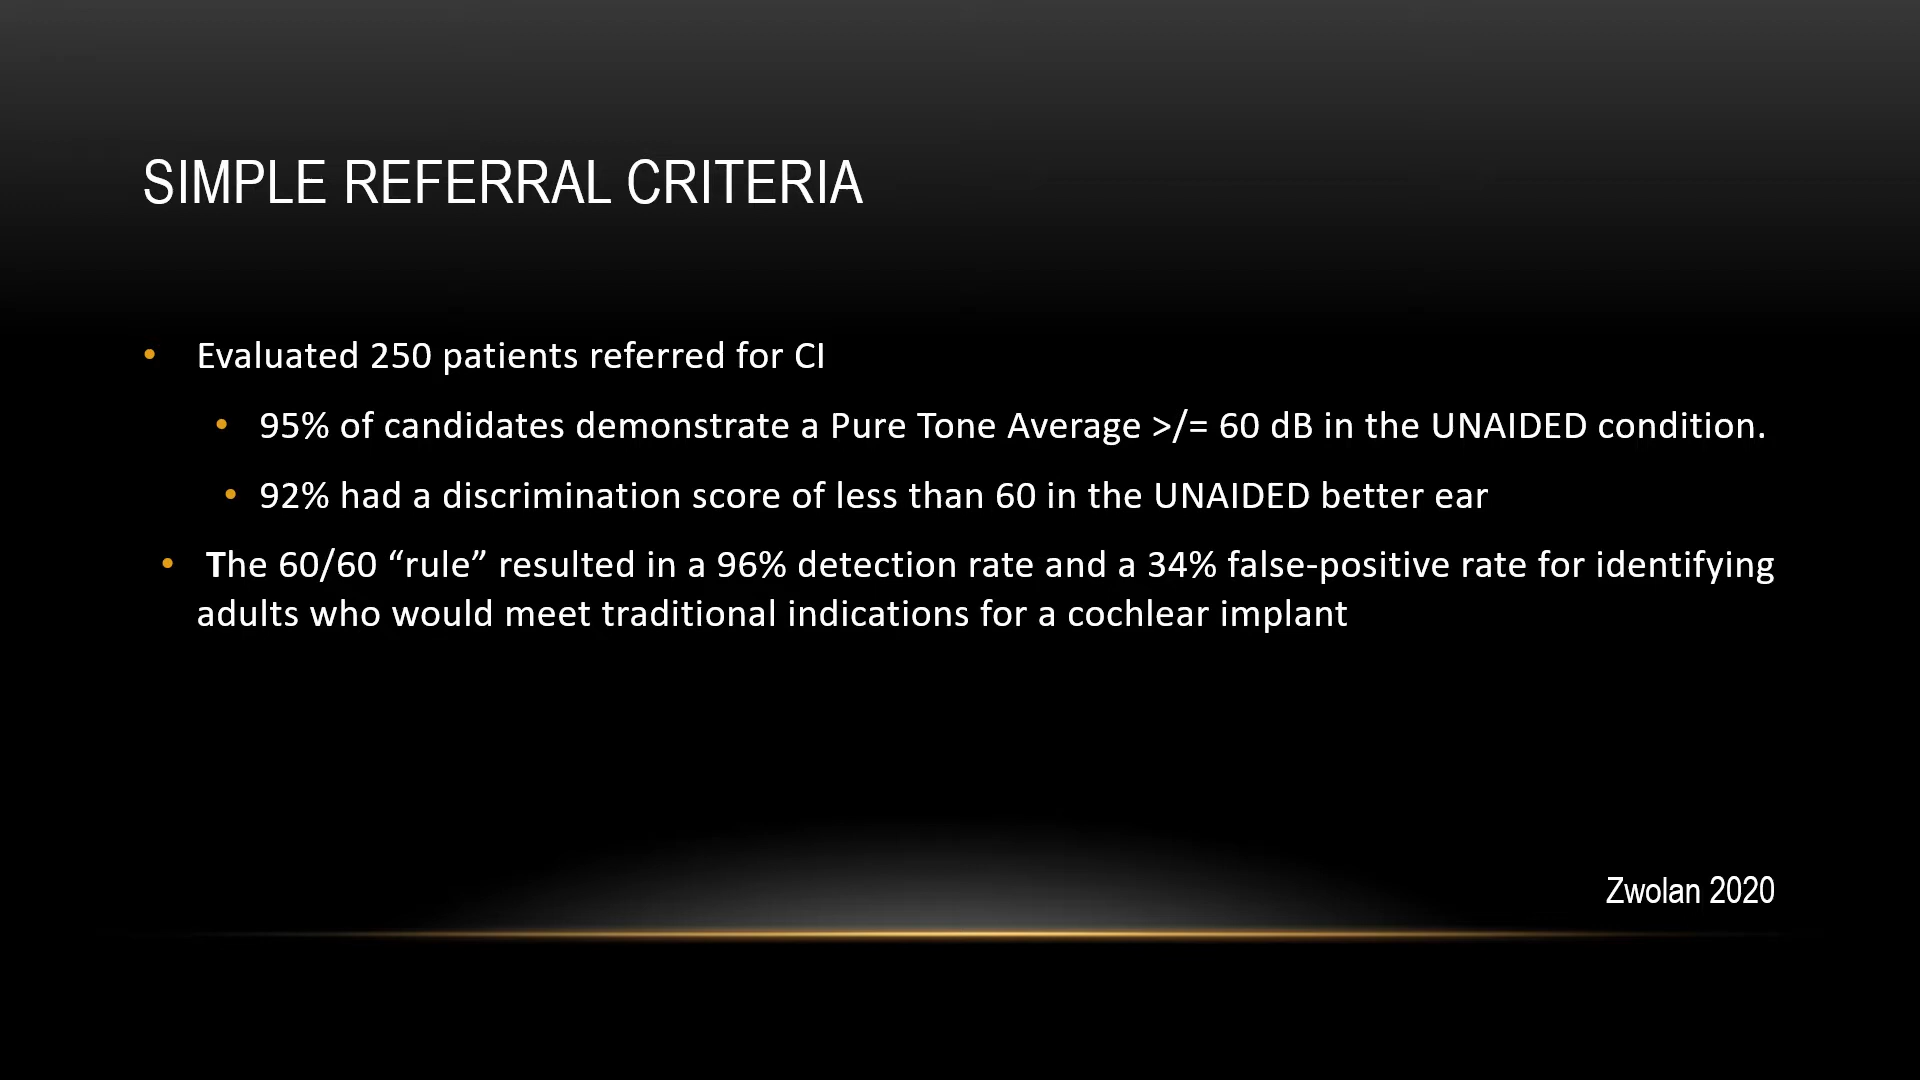 SIMPLE REFERRAL CRITERIA
• Evaluated 250 patients referred for CI
• 95% of candidates demonstrate a Pure Tone Average >/= 60 dB in the UNAIDED condition.
• 92% had a discrimination score of less than 60 in the UNAIDED better ear
• The 60/60 “rule” resulted in a 96% detection rate and a 34% false-positive rate for identifying
adults who would meet traditional indications for a cochlear implant
Zwolan 2020